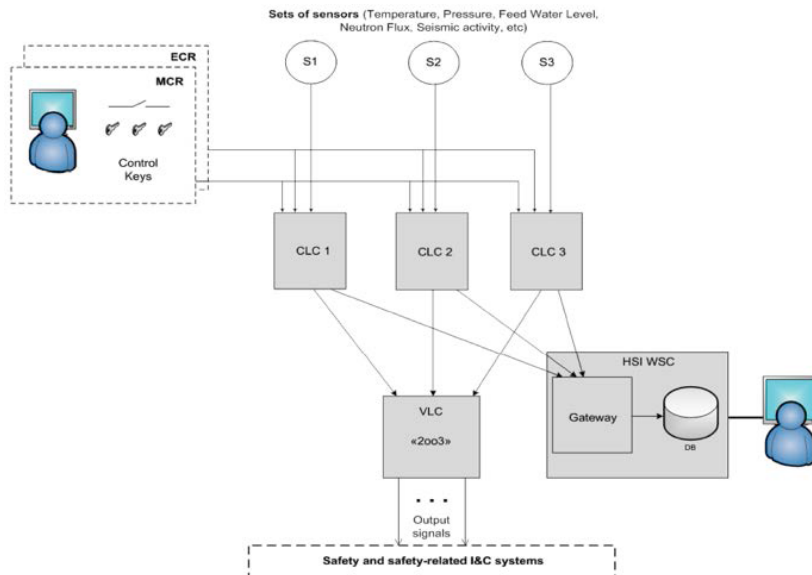 Sets of sensors (Temperature, Pressure, Feed Water Level,
Neutron Flux, Seismic activity, etc)
ECR
MCR
S1
S2
S3
Control
Keys
CLC 1
CLC 2
CLC 3
HSI WSC
VLC
«2oo3»
Gateway
DB
. . .
Output
signals
Safety and safety-related I&C systems